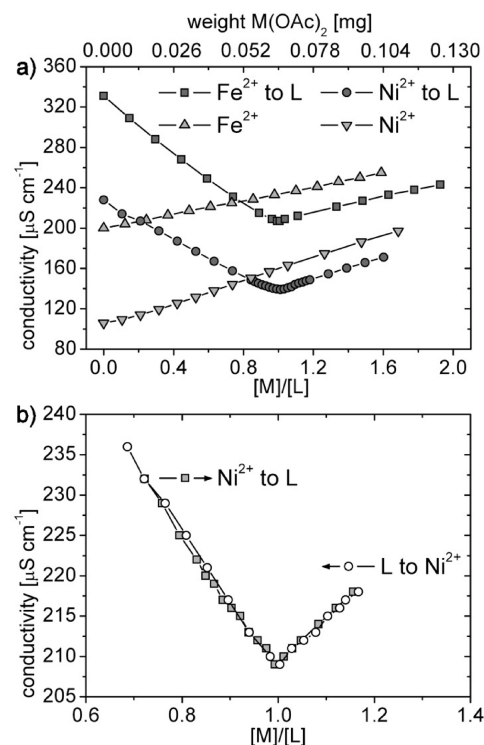 weight M(OAc)₂ [mg]
0.000 0.026 0.052 0.078 0.104 0.130
a)
360
320
280
240
200
160
120
80
conductivity [µS cm⁻¹]
Fe²⁺ to L Ni²⁺ to L
Fe²⁺ Ni²⁺
0.0 0.4 0.8 1.2 1.6 2.0
[M]/[L]
b)
240
235
230
225
220
215
210
205
conductivity [µS cm⁻¹]
Ni²⁺ to L
L to Ni²⁺
0.6 0.8 1.0 1.2 1.4
[M]/[L]